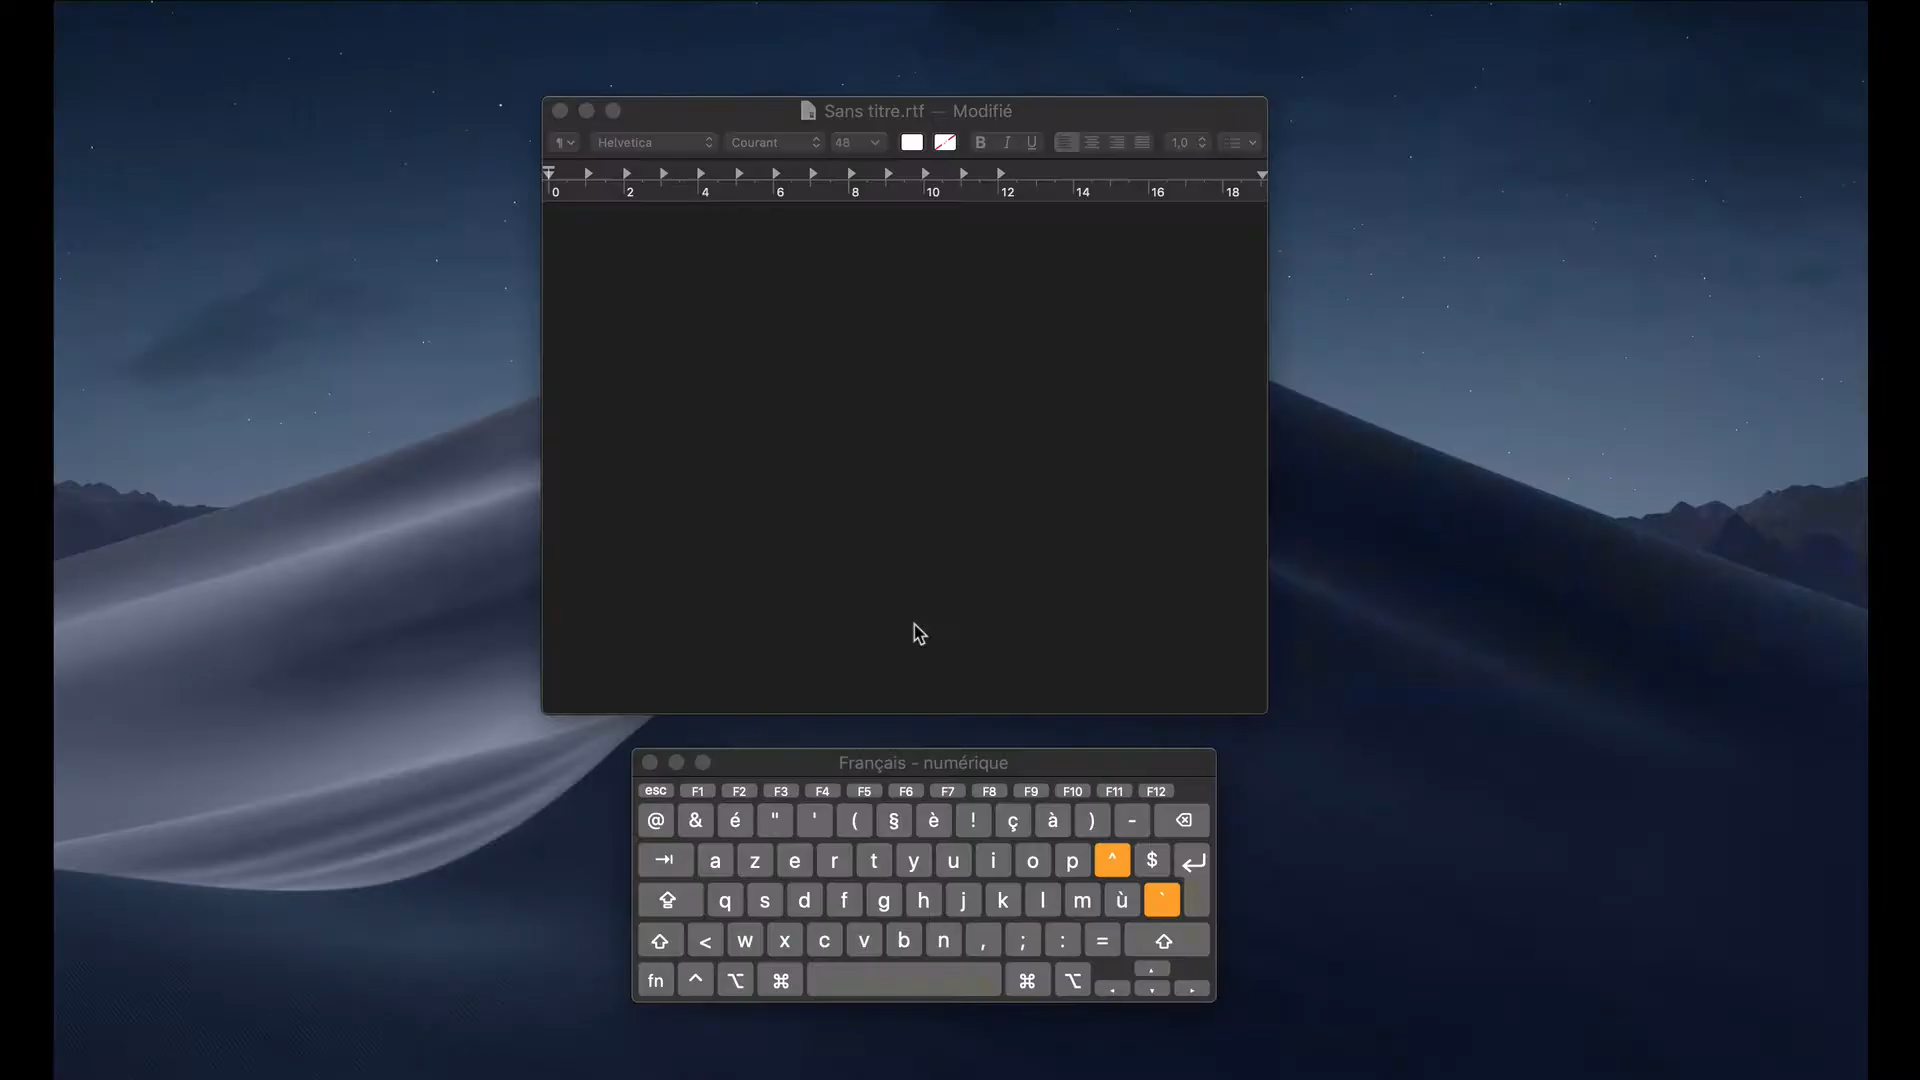 Sans titre.rtf — Modifié
¶ Helvetica Courant 48 B I U 1,0
0 2 4 6 8 10 12 14 16 18
Français - numérique
esc F1 F2 F3 F4 F5 F6 F7 F8 F9 F10 F11 F12
@ & é " ' ( § è ! ç à ) -
a z e r t y u i o p ^ $
q s d f g h j k l m ù `
< w x c v b n , ; : =
fn ^ ⌥ ⌘ ⌘ ⌥